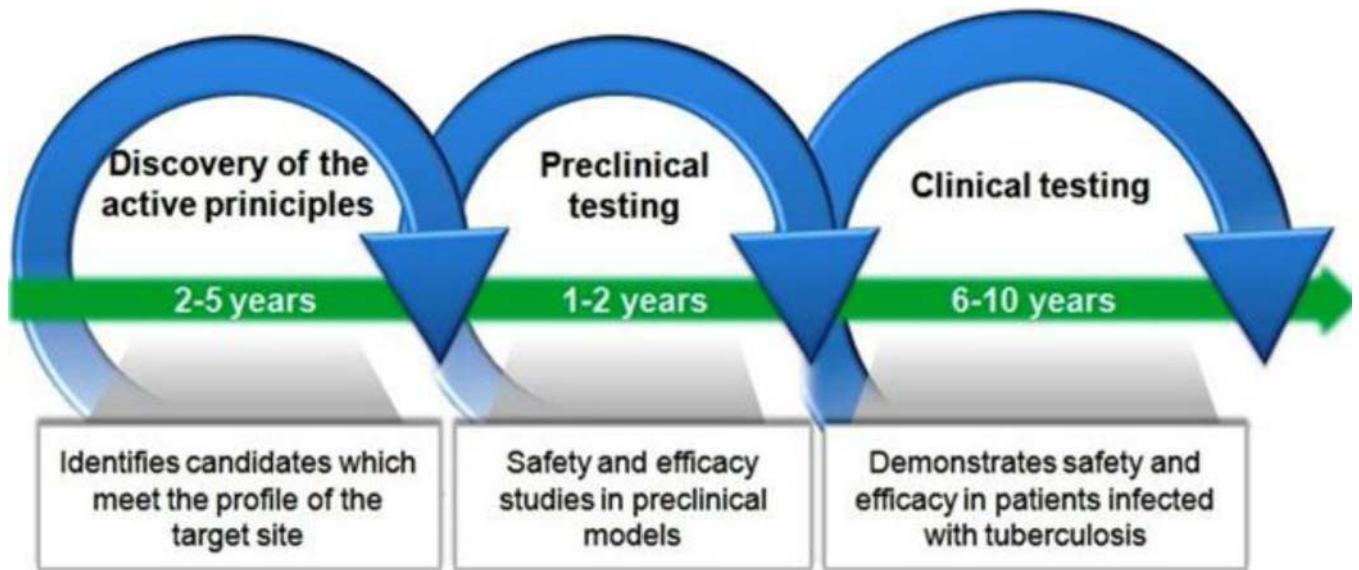 Discovery of the
active priniciples
Preclinical
testing
Clinical testing
2-5 years
1-2 years
6-10 years
Identifies candidates which
meet the profile of the
target site
Safety and efficacy
studies in preclinical
models
Demonstrates safety and
efficacy in patients infected
with tuberculosis